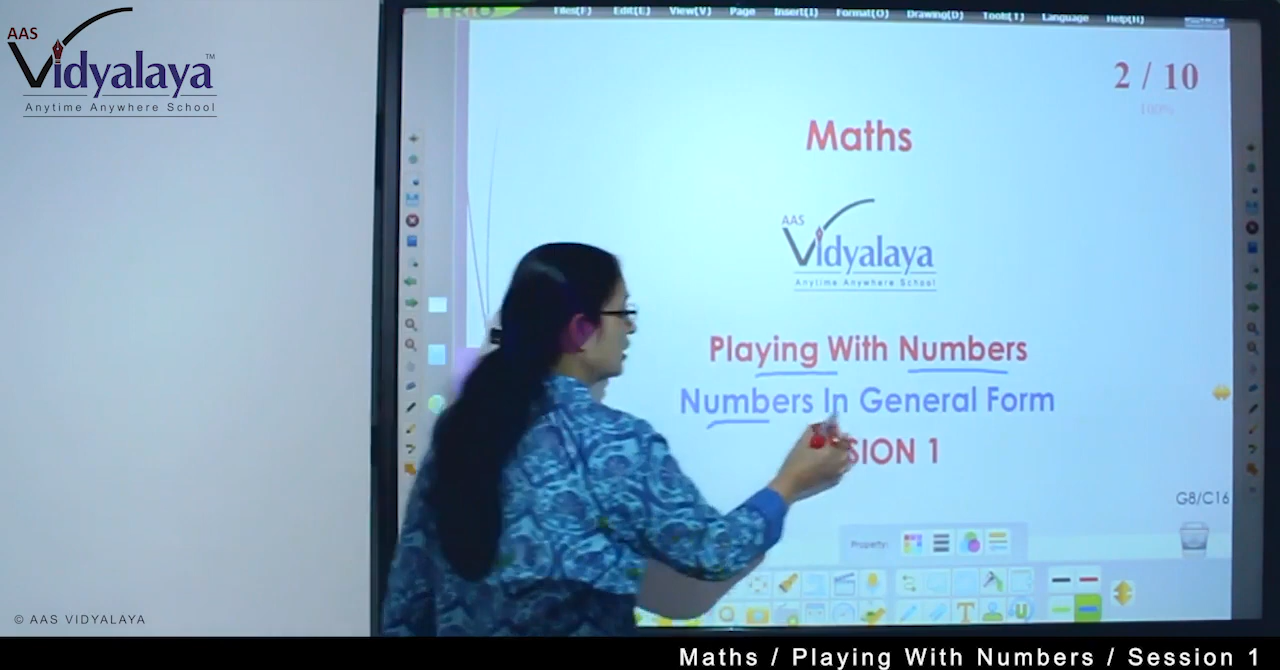 AAS
Vidyalaya TM
Anytime Anywhere School
Files(F) Edit(E) View(V) Page Insert(I) Format(O) Drawing(D) Tools(T) Language Help(H)
2 / 10
100%
Maths
AAS
Vidyalaya
Anytime Anywhere School
Playing With Numbers
Numbers In General Form
SION 1
G8/C16
Property:
© AAS VIDYALAYA
Maths / Playing With Numbers / Session 1